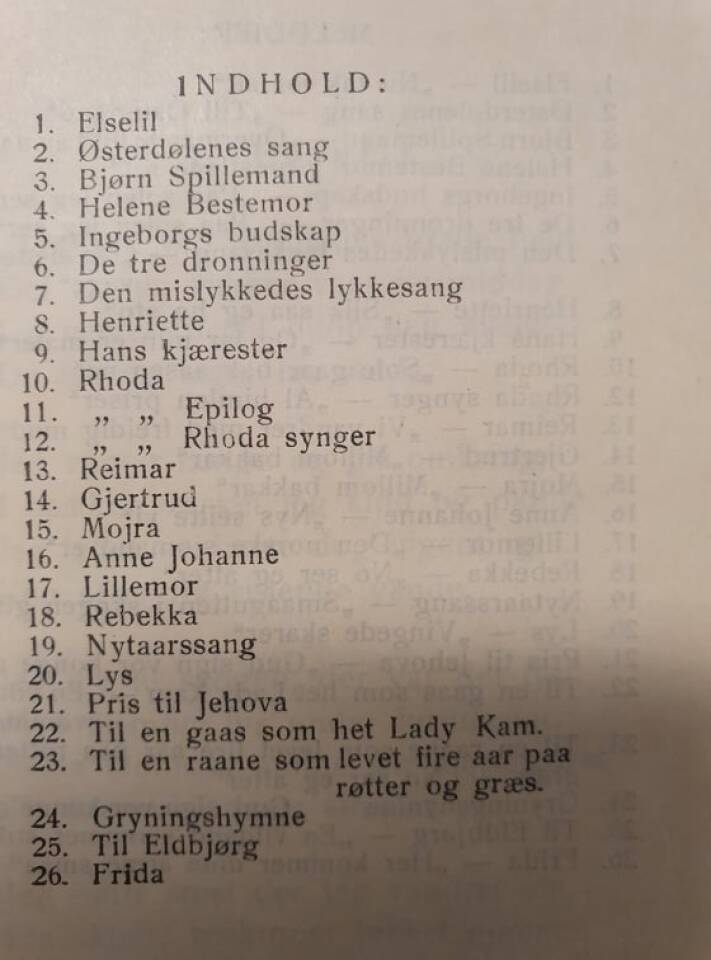 INDHOLD:
1. Elselil
2. Østerdølenes sang
3. Bjørn Spillemand
4. Helene Bestemor
5. Ingeborgs budskap
6. De tre dronninger
7. Den mislykkedes lykkesang
8. Henriette
9. Hans kjærester
10. Rhoda
11. „ „ Epilog
12. „ „ Rhoda synger
13. Reimar
14. Gjertrud
15. Mojra
16. Anne Johanne
17. Lillemor
18. Rebekka
19. Nytaarssang
20. Lys
21. Pris til Jehova
22. Til en gaas som het Lady Kam.
23. Til en raane som levet fire aar paa
røtter og græs.
24. Gryningshymne
25. Til Eldbjørg
26. Frida